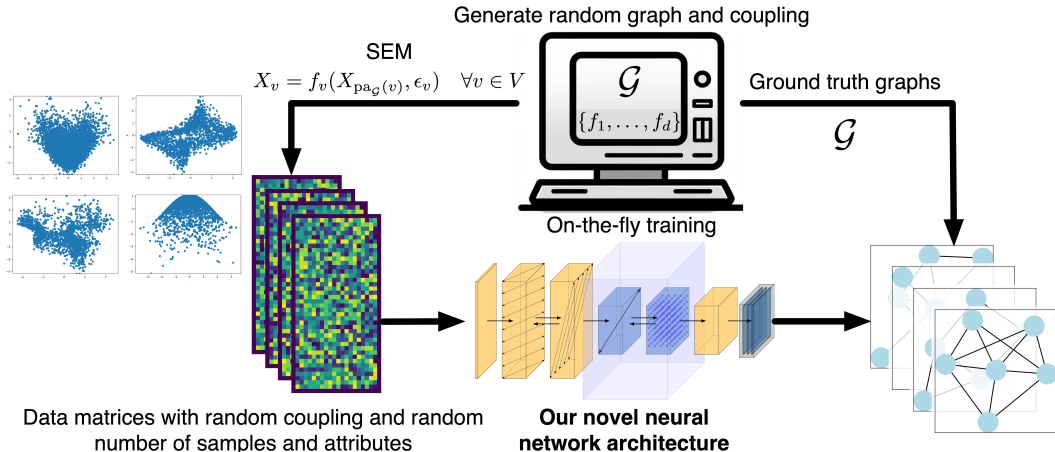 Generate random graph and coupling
SEM
X_v = f_v(X_{pa_𝒢(v)}, ϵ_v) ∀v ∈ V
𝒢
{f_1, . . . , f_d}
Ground truth graphs
𝒢
On-the-fly training
Data matrices with random coupling and random
number of samples and attributes
Our novel neural
network architecture